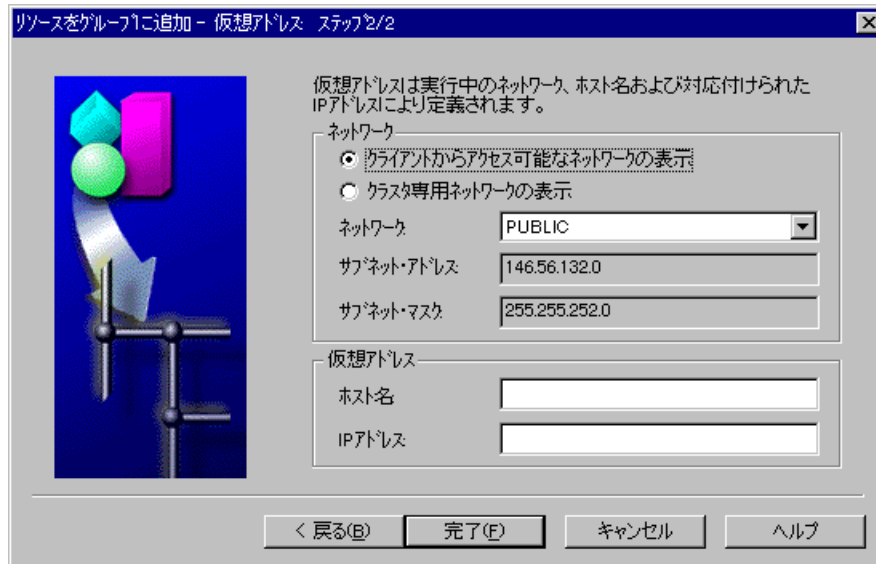 リソースをグループに追加 - 仮想アドレス: ステップ2/2
仮想アドレスは実行中のネットワーク、ホスト名および対応付けられた
IPアドレスにより定義されます。
ネットワーク
クライアントからアクセス可能なネットワークの表示:
クラスタ専用ネットワークの表示
ネットワーク:
PUBLIC
サブネット・アドレス:
146.56.132.0
サブネット・マスク:
255.255.252.0
仮想アドレス
ホスト名:
IPアドレス:
< 戻る(B)
完了(F)
キャンセル
ヘルプ